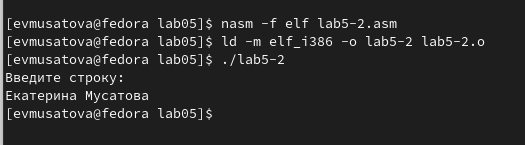 [evmusatova@fedora lab05]$ nasm -f elf lab5-2.asm
[evmusatova@fedora lab05]$ ld -m elf_i386 -o lab5-2 lab5-2.o
[evmusatova@fedora lab05]$ ./lab5-2
Введите строку:
Екатерина Мусатова
[evmusatova@fedora lab05]$